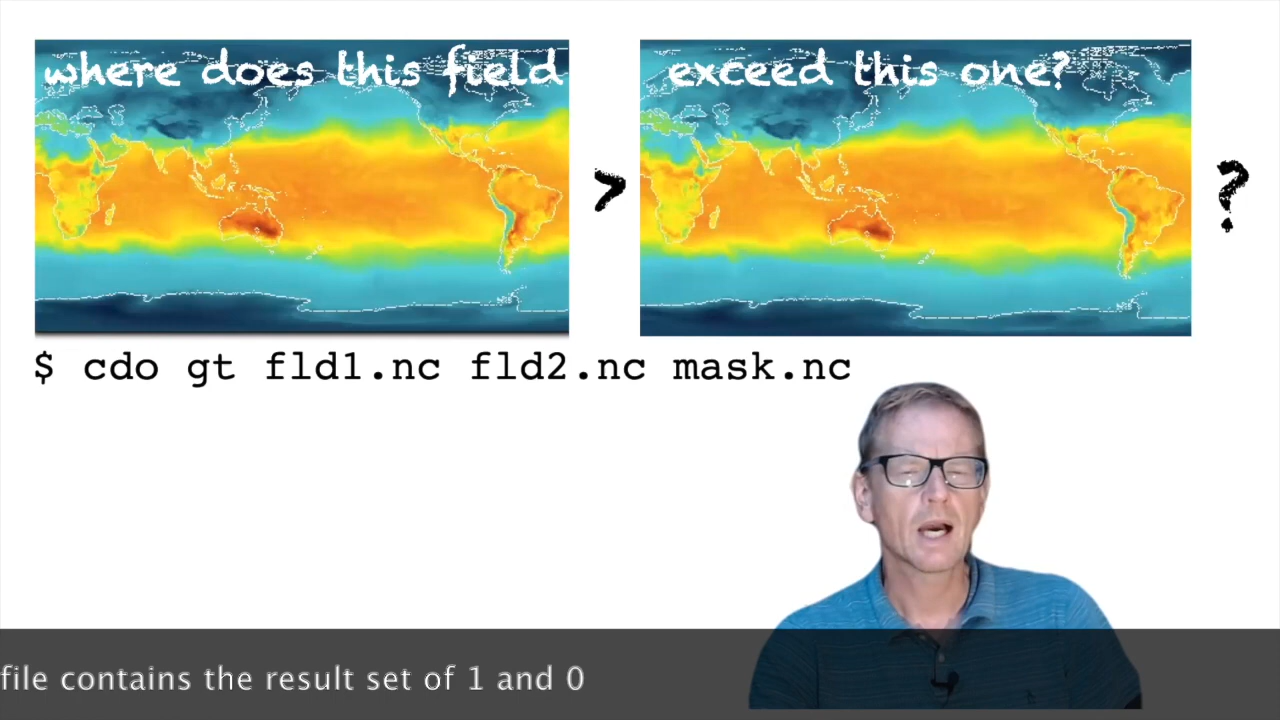 where does this field
exceed this one?
>
?
$ cdo gt fld1.nc fld2.nc mask.nc
file contains the result set of 1 and 0